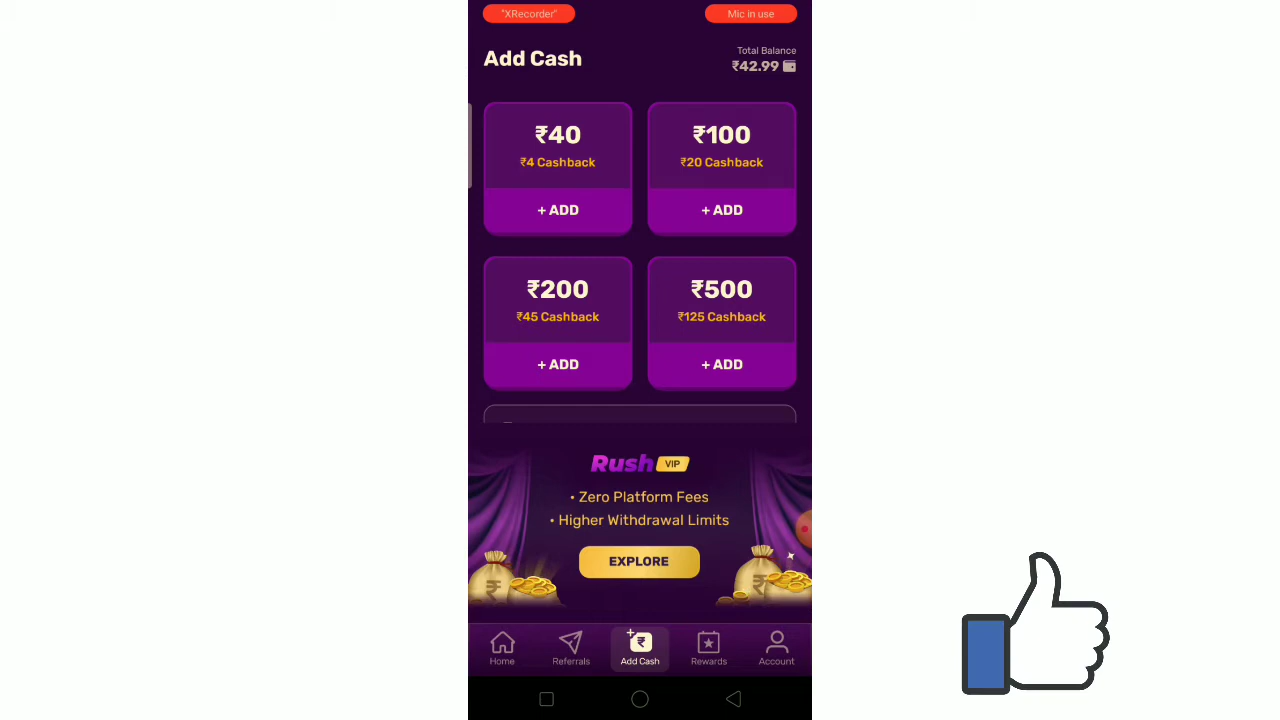 "XRecorder"
Mic in use
Add Cash
Total Balance
₹42.99
₹40
₹4 Cashback
+ ADD
₹100
₹20 Cashback
+ ADD
₹200
₹45 Cashback
+ ADD
₹500
₹125 Cashback
+ ADD
Rush VIP
• Zero Platform Fees
• Higher Withdrawal Limits
EXPLORE
₹
₹
Home
Referrals
₹
Add Cash
Rewards
Account